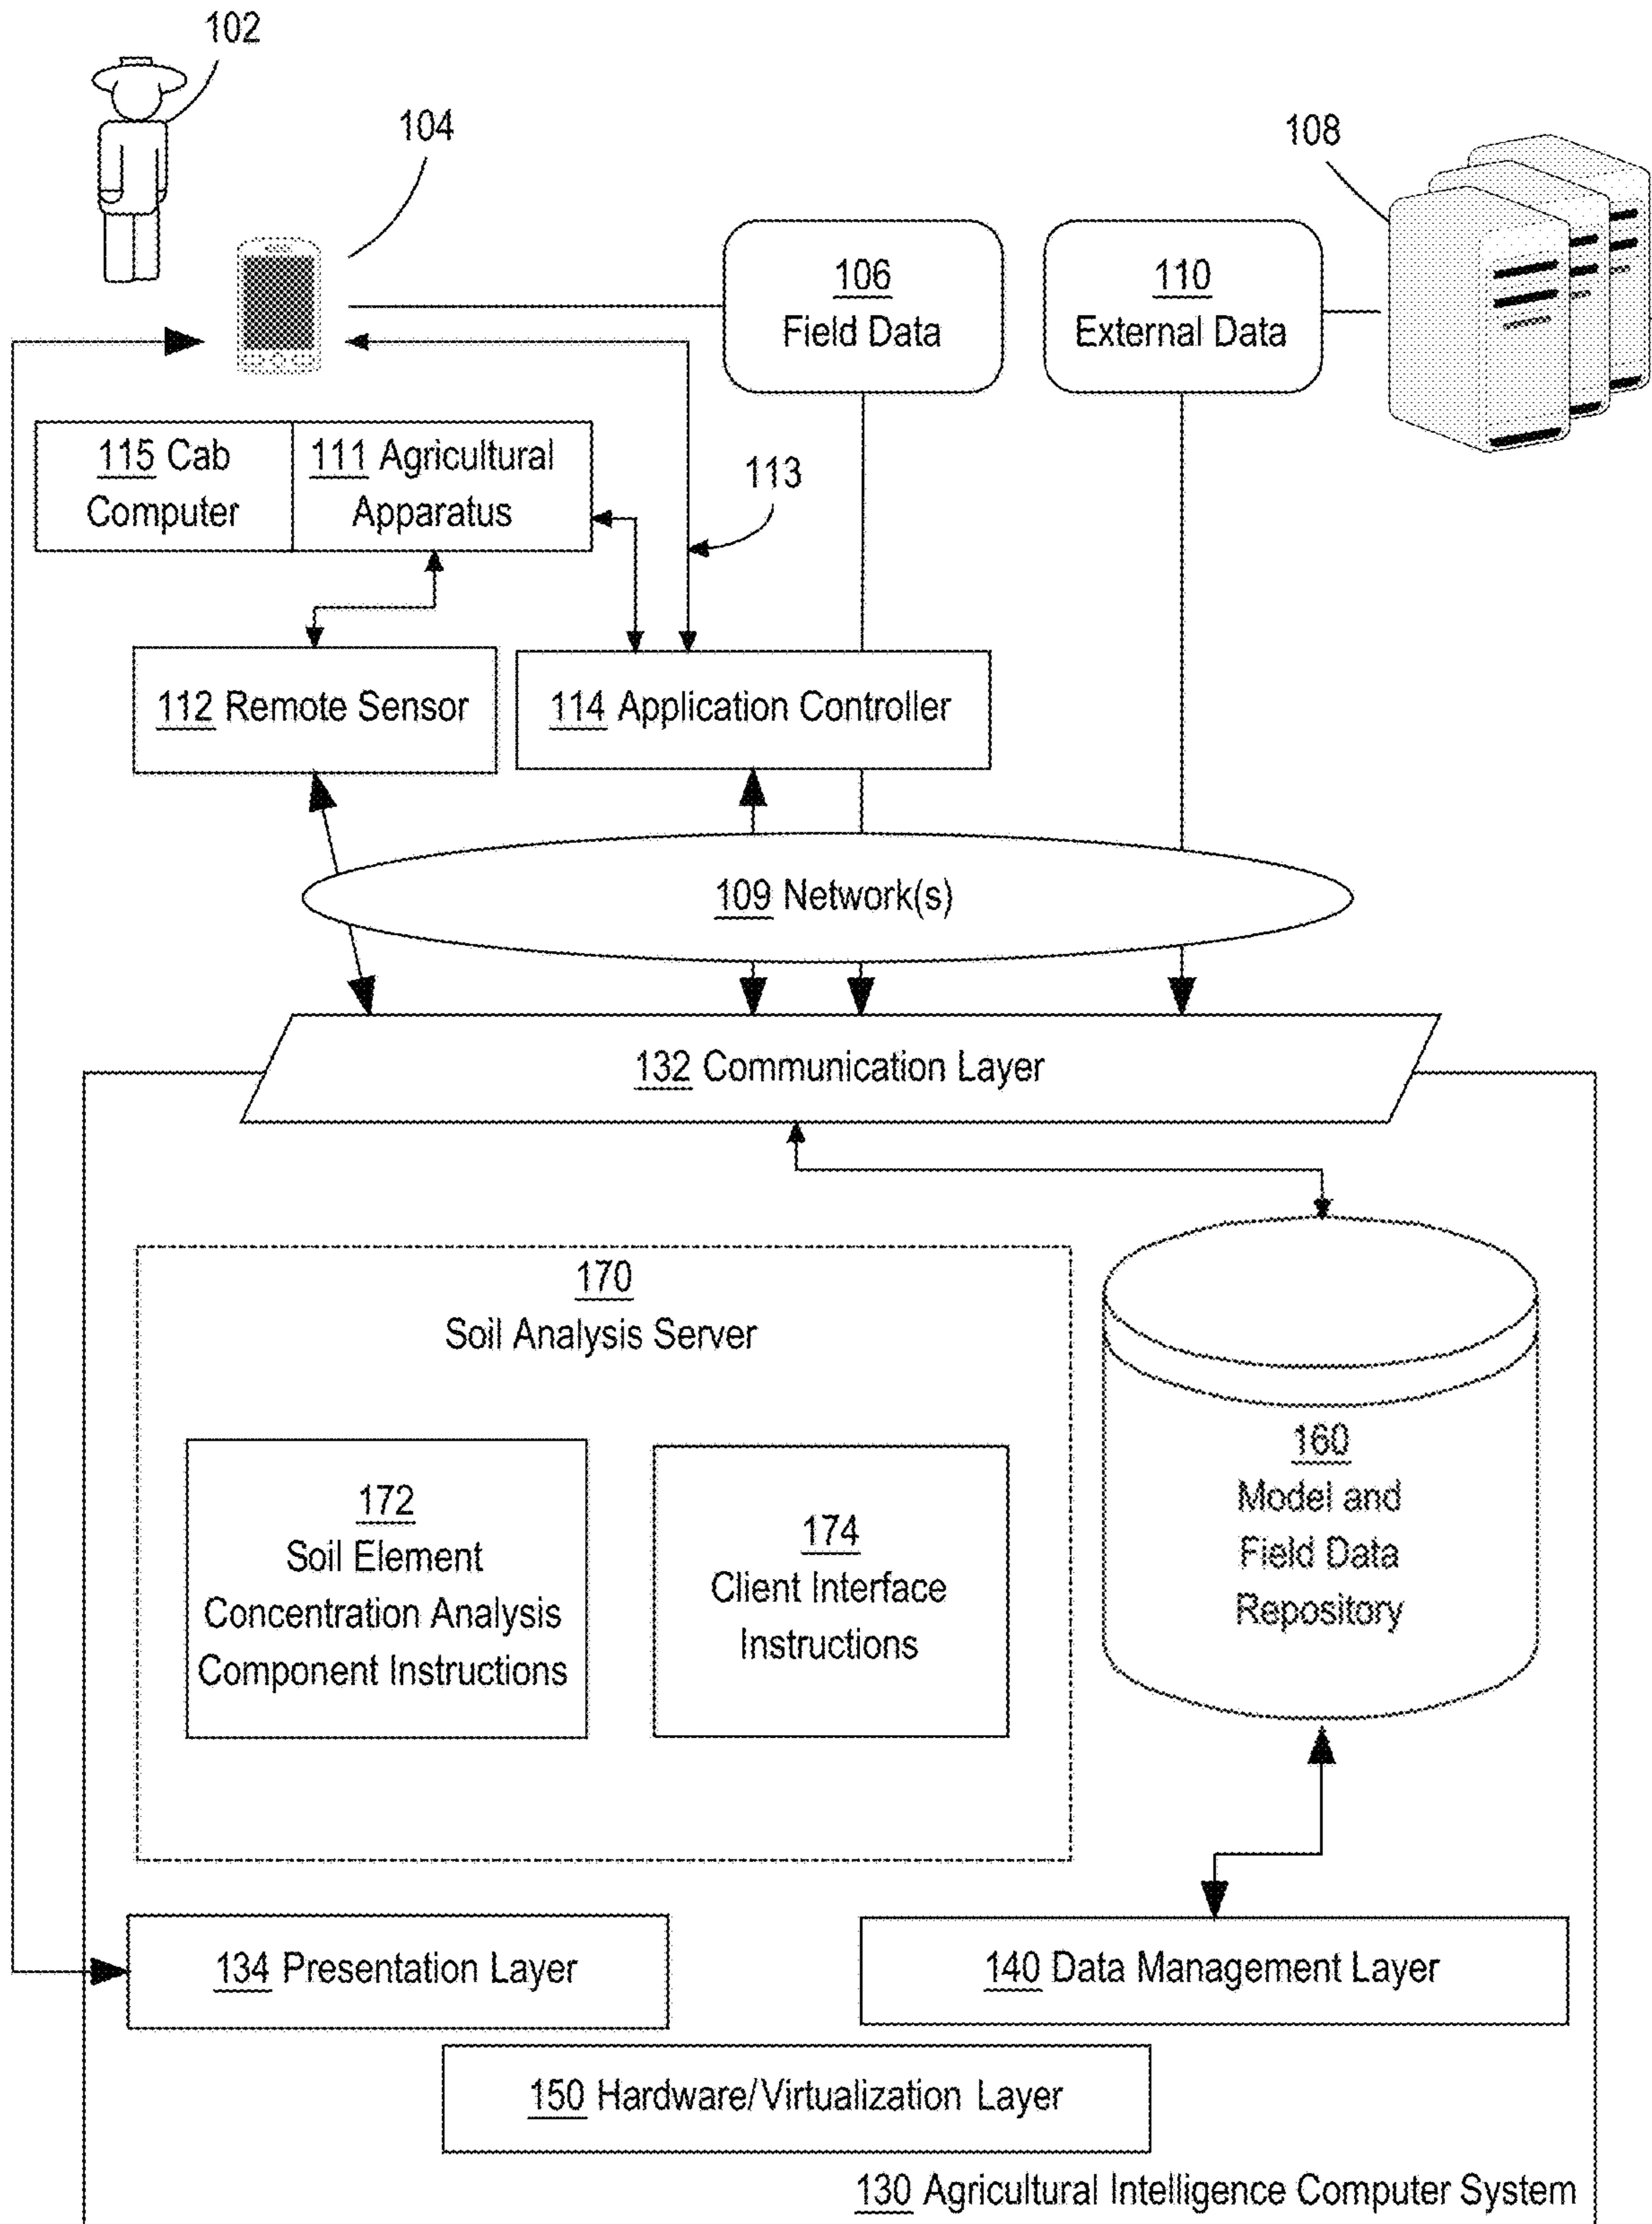 102
104
108
106
Field Data
110
External Data
115 Cab
Computer
111 Agricultural
Apparatus
113
112 Remote Sensor
114 Application Controller
109 Network(s)
132 Communication Layer
170
Soil Analysis Server
172
Soil Element
Concentration Analysis
Component Instructions
174
Client Interface
Instructions
160
Model and
Field Data
Repository
134 Presentation Layer
140 Data Management Layer
150 Hardware/Virtualization Layer
130 Agricultural Intelligence Computer System